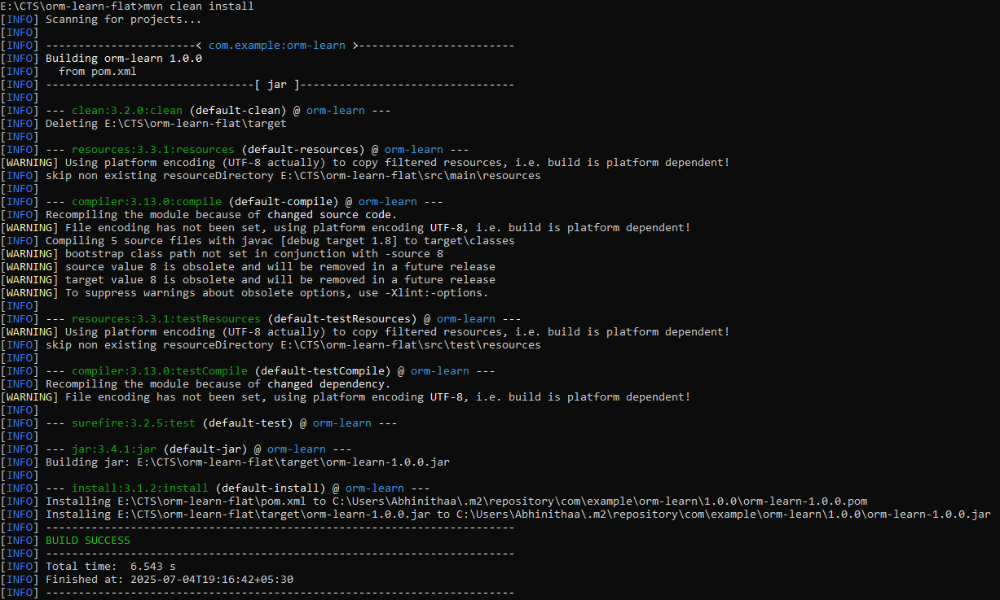 E:\CTS\orm-learn-flat>mvn clean install
[INFO] Scanning for projects...
[INFO]
[INFO] -----------------------< com.example:orm-learn >------------------------
[INFO] Building orm-learn 1.0.0
[INFO]   from pom.xml
[INFO] --------------------------------[ jar ]---------------------------------
[INFO]
[INFO] --- clean:3.2.0:clean (default-clean) @ orm-learn ---
[INFO] Deleting E:\CTS\orm-learn-flat\target
[INFO]
[INFO] --- resources:3.3.1:resources (default-resources) @ orm-learn ---
[WARNING] Using platform encoding (UTF-8 actually) to copy filtered resources, i.e. build is platform dependent!
[INFO] skip non existing resourceDirectory E:\CTS\orm-learn-flat\src\main\resources
[INFO]
[INFO] --- compiler:3.13.0:compile (default-compile) @ orm-learn ---
[INFO] Recompiling the module because of changed source code.
[WARNING] File encoding has not been set, using platform encoding UTF-8, i.e. build is platform dependent!
[INFO] Compiling 5 source files with javac [debug target 1.8] to target\classes
[WARNING] bootstrap class path not set in conjunction with -source 8
[WARNING] source value 8 is obsolete and will be removed in a future release
[WARNING] target value 8 is obsolete and will be removed in a future release
[WARNING] To suppress warnings about obsolete options, use -Xlint:-options.
[INFO]
[INFO] --- resources:3.3.1:testResources (default-testResources) @ orm-learn ---
[WARNING] Using platform encoding (UTF-8 actually) to copy filtered resources, i.e. build is platform dependent!
[INFO] skip non existing resourceDirectory E:\CTS\orm-learn-flat\src\test\resources
[INFO]
[INFO] --- compiler:3.13.0:testCompile (default-testCompile) @ orm-learn ---
[INFO] Recompiling the module because of changed dependency.
[WARNING] File encoding has not been set, using platform encoding UTF-8, i.e. build is platform dependent!
[INFO]
[INFO] --- surefire:3.2.5:test (default-test) @ orm-learn ---
[INFO]
[INFO] --- jar:3.4.1:jar (default-jar) @ orm-learn ---
[INFO] Building jar: E:\CTS\orm-learn-flat\target\orm-learn-1.0.0.jar
[INFO]
[INFO] --- install:3.1.2:install (default-install) @ orm-learn ---
[INFO] Installing E:\CTS\orm-learn-flat\pom.xml to C:\Users\Abhinithaa\.m2\repository\com\example\orm-learn\1.0.0\orm-learn-1.0.0.pom
[INFO] Installing E:\CTS\orm-learn-flat\target\orm-learn-1.0.0.jar to C:\Users\Abhinithaa\.m2\repository\com\example\orm-learn\1.0.0\orm-learn-1.0.0.jar
[INFO] ------------------------------------------------------------------------
[INFO] BUILD SUCCESS
[INFO] ------------------------------------------------------------------------
[INFO] Total time:  6.543 s
[INFO] Finished at: 2025-07-04T19:16:42+05:30
[INFO] ------------------------------------------------------------------------